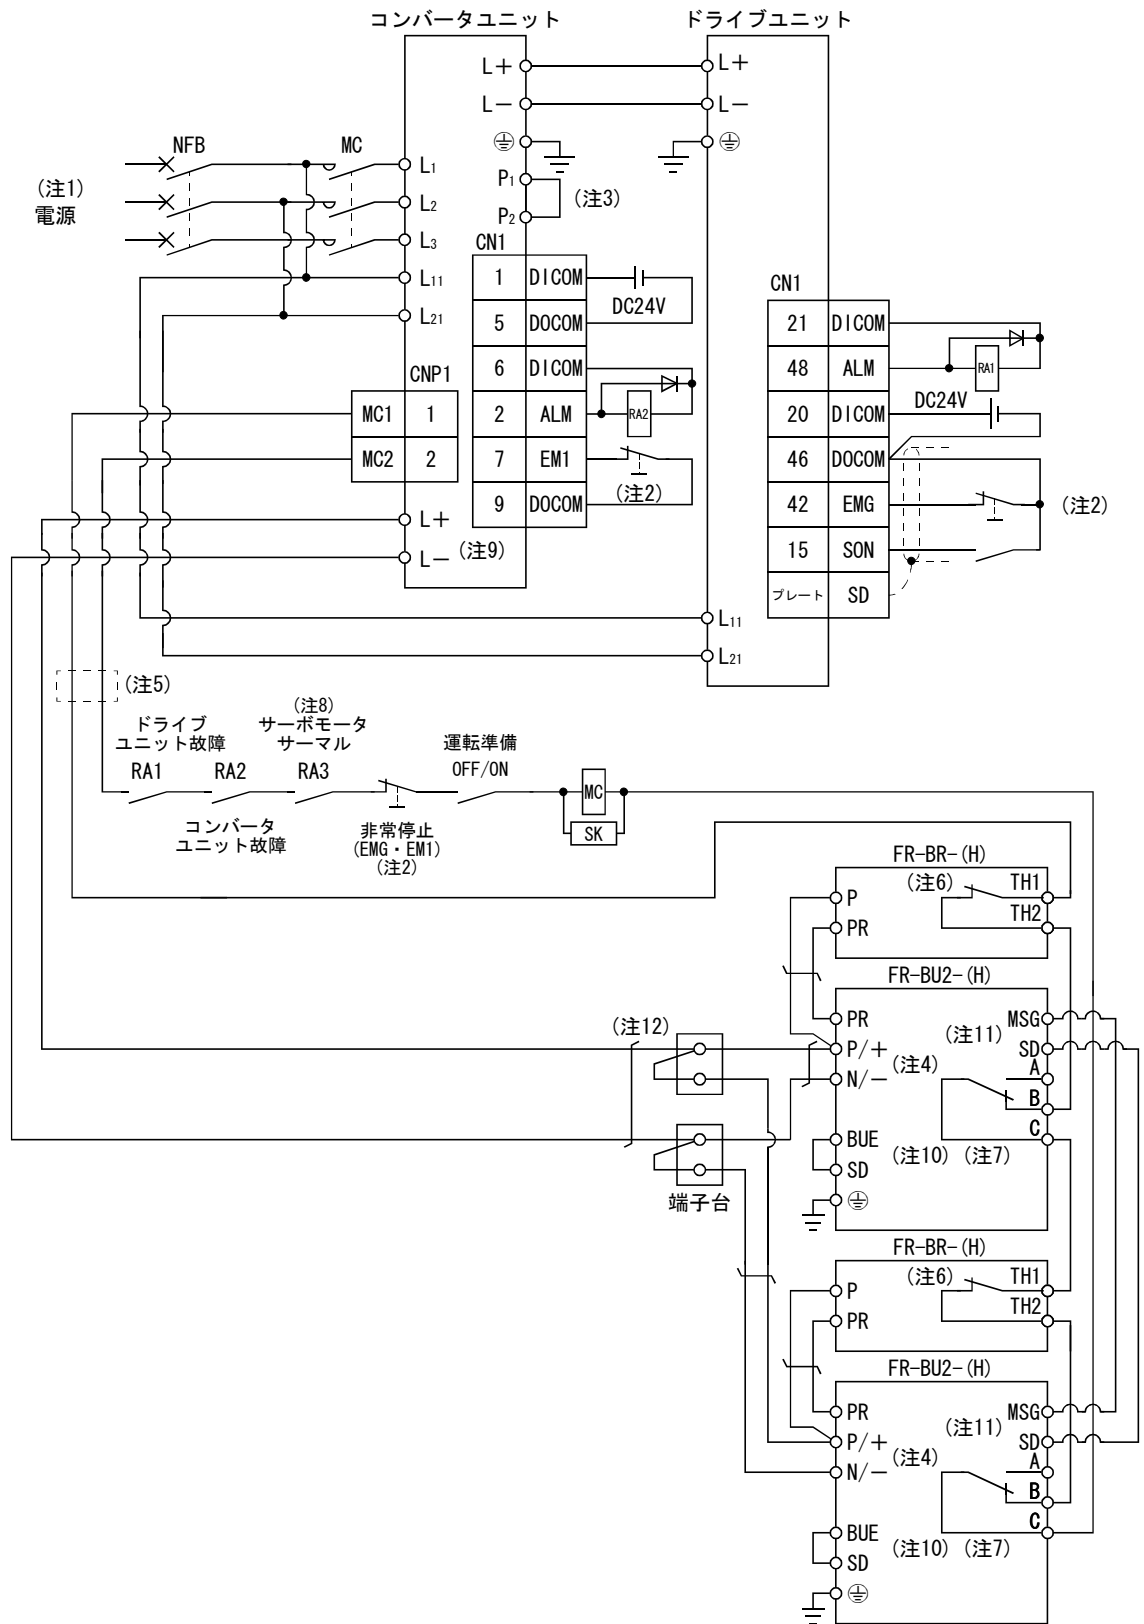 コンバータユニット
ドライブユニット
L+
L+
L−
L−
NFB
MC
L1
P1
(注3)
(注1)
電源
L2
P2
L3
CN1
L11
1 DICOM
DC24V
CN1
L21
5 DOCOM
21 DICOM
6 DICOM
48 ALM
RA1
CNP1
MC1 1
2 ALM
RA2
20 DICOM
DC24V
MC2 2
7 EM1
(注2)
46 DOCOM
9 DOCOM
42 EMG
(注2)
L+
L−
(注9)
15 SON
プレート SD
L11
L21
(注5)
ドライブ
ユニット故障
(注8)
サーボモータ
サーマル
運転準備
OFF/ON
RA1
RA2
RA3
MC
SK
コンバータ
ユニット故障
非常停止
(EMG・EM1)
(注2)
FR-BR-(H)
P
(注6)
TH1
PR
TH2
FR-BU2-(H)
(注12)
PR
(注11)
MSG
P/+
(注4)
SD
A
N/−
B
C
BUE
(注10)
(注7)
SD
端子台
FR-BR-(H)
P
(注6)
TH1
PR
TH2
FR-BU2-(H)
PR
(注11)
MSG
P/+
(注4)
SD
A
N/−
B
C
BUE
(注10)
(注7)
SD